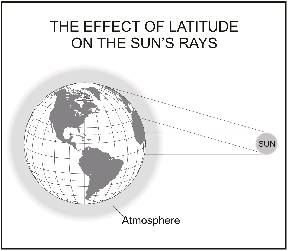 THE EFFECT OF LATITUDE
ON THE SUN'S RAYS
SUN
Atmosphere